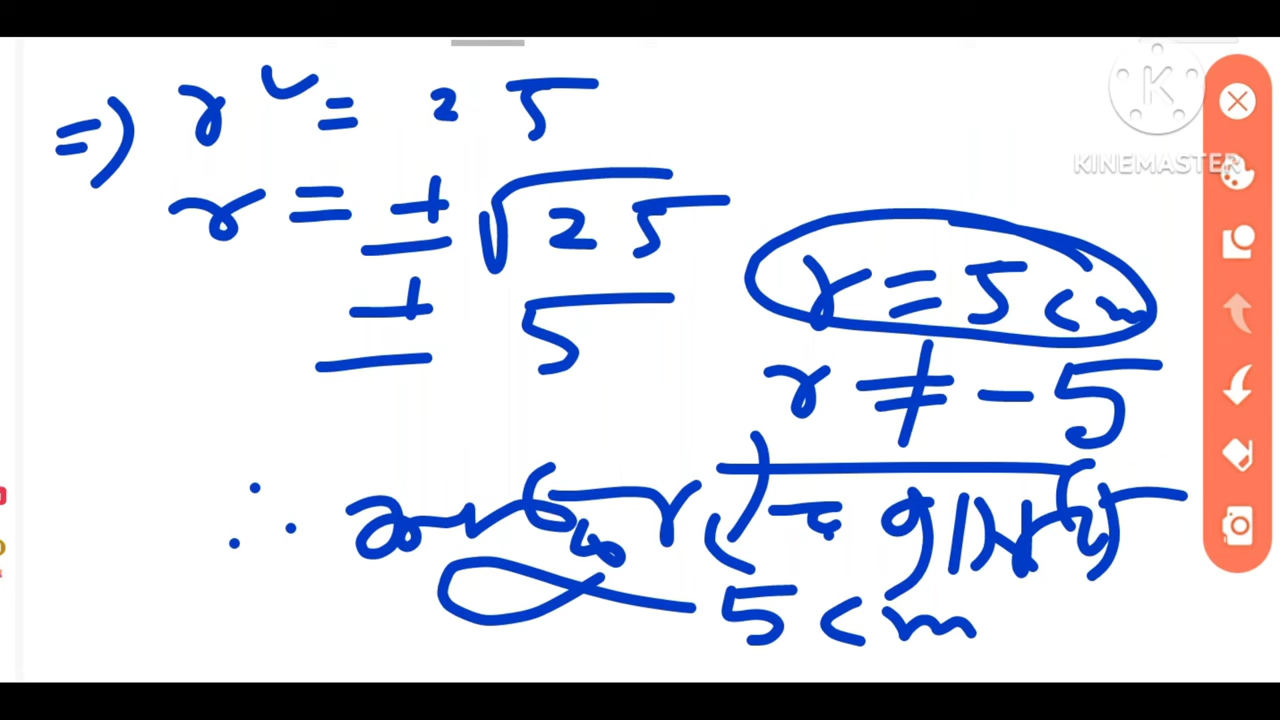 ⇒ r² = 25
r = ± √25
KINEMASTER
= ± 5
r = 5 cm
r ≠ - 5
∴
5 cm